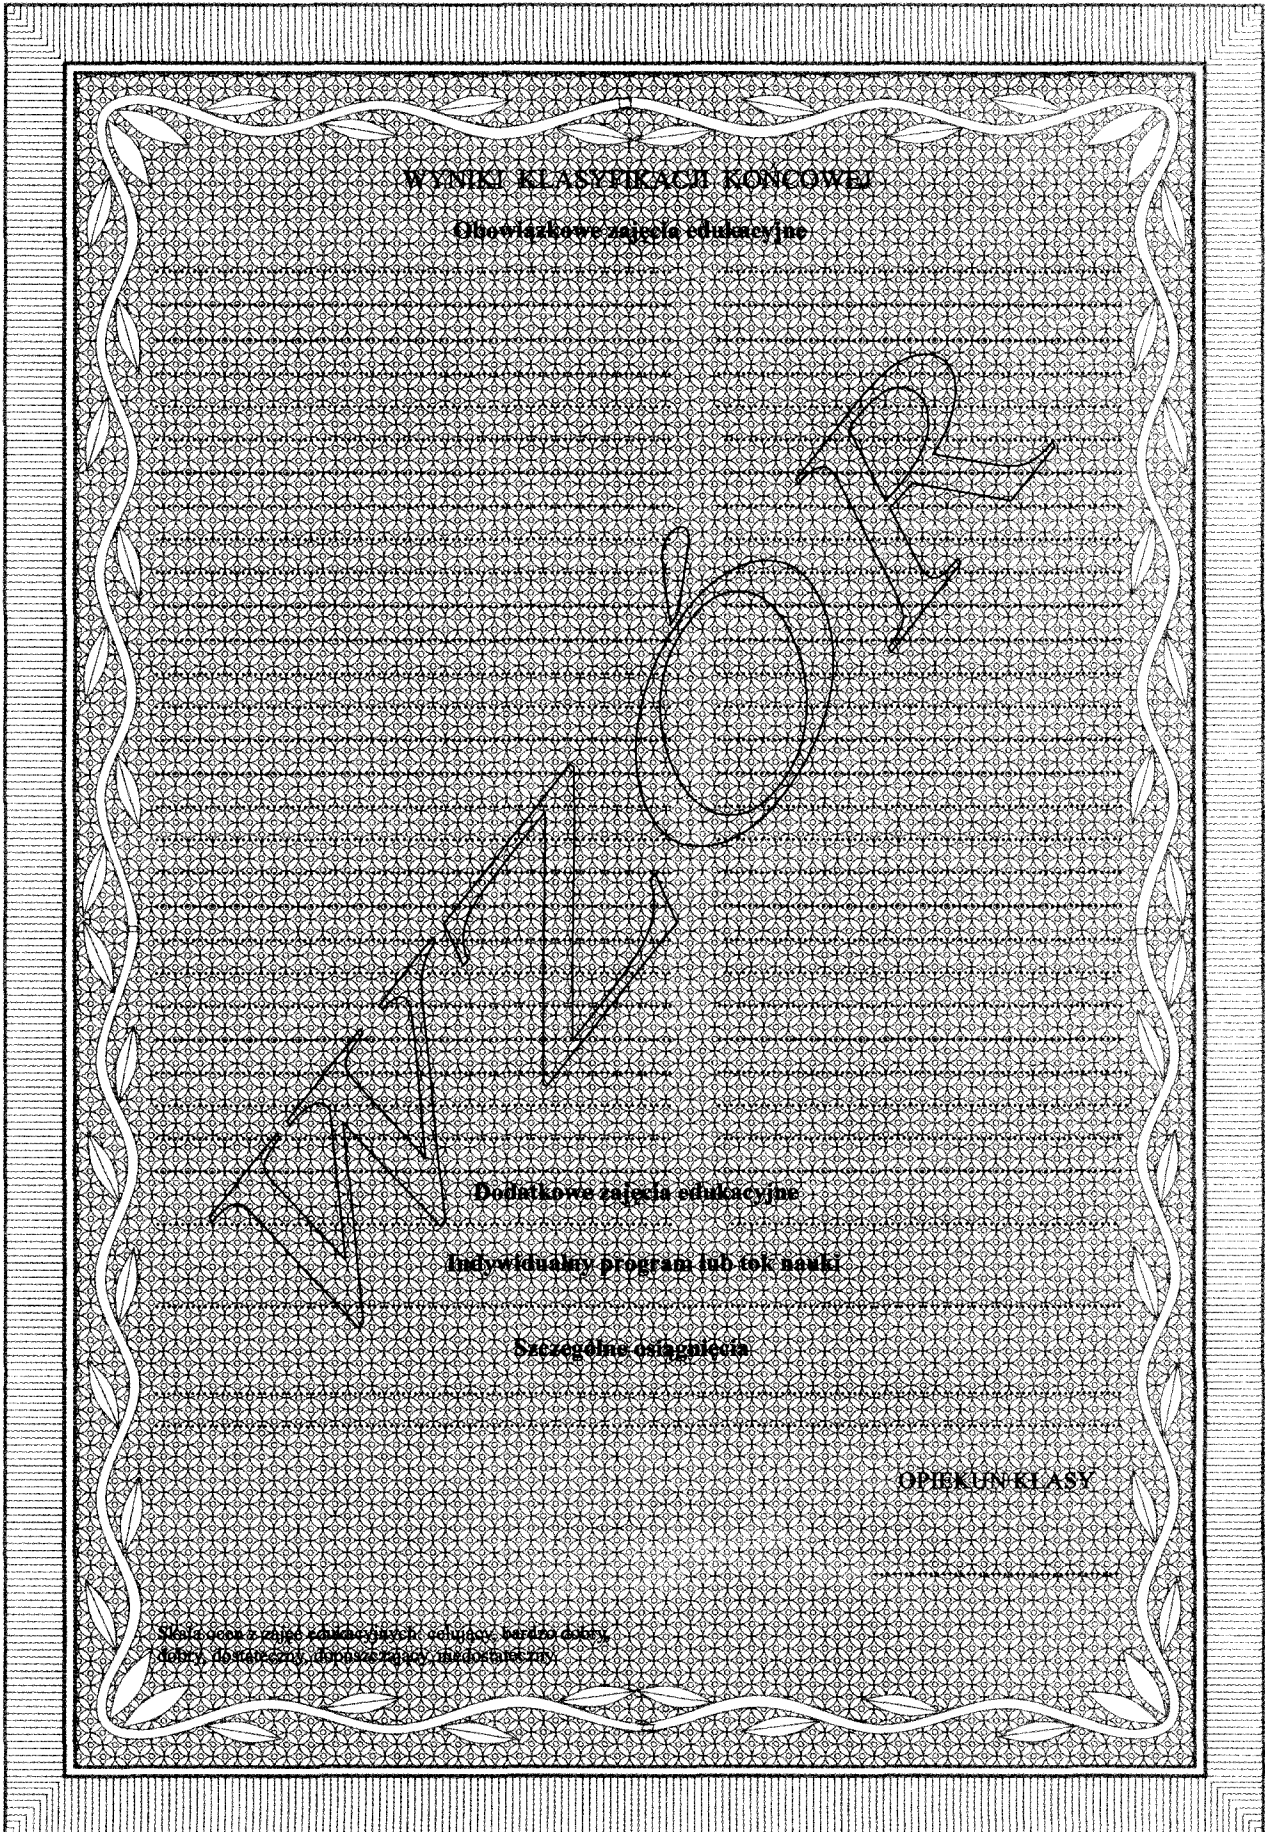 WYNIKI KLASYFIKACJI KOŃCOWEJ
Obowiązkowe zajęcia edukacyjne
WZÓR
Dodatkowe zajęcia edukacyjne
Indywidualny program lub tok nauki
Szczególne osiągnięcia
OPIEKUN KLASY
Skala ocen z zajęć edukacyjnych: celujący, bardzo dobry,
dobry, dostateczny, dopuszczający, niedostateczny.